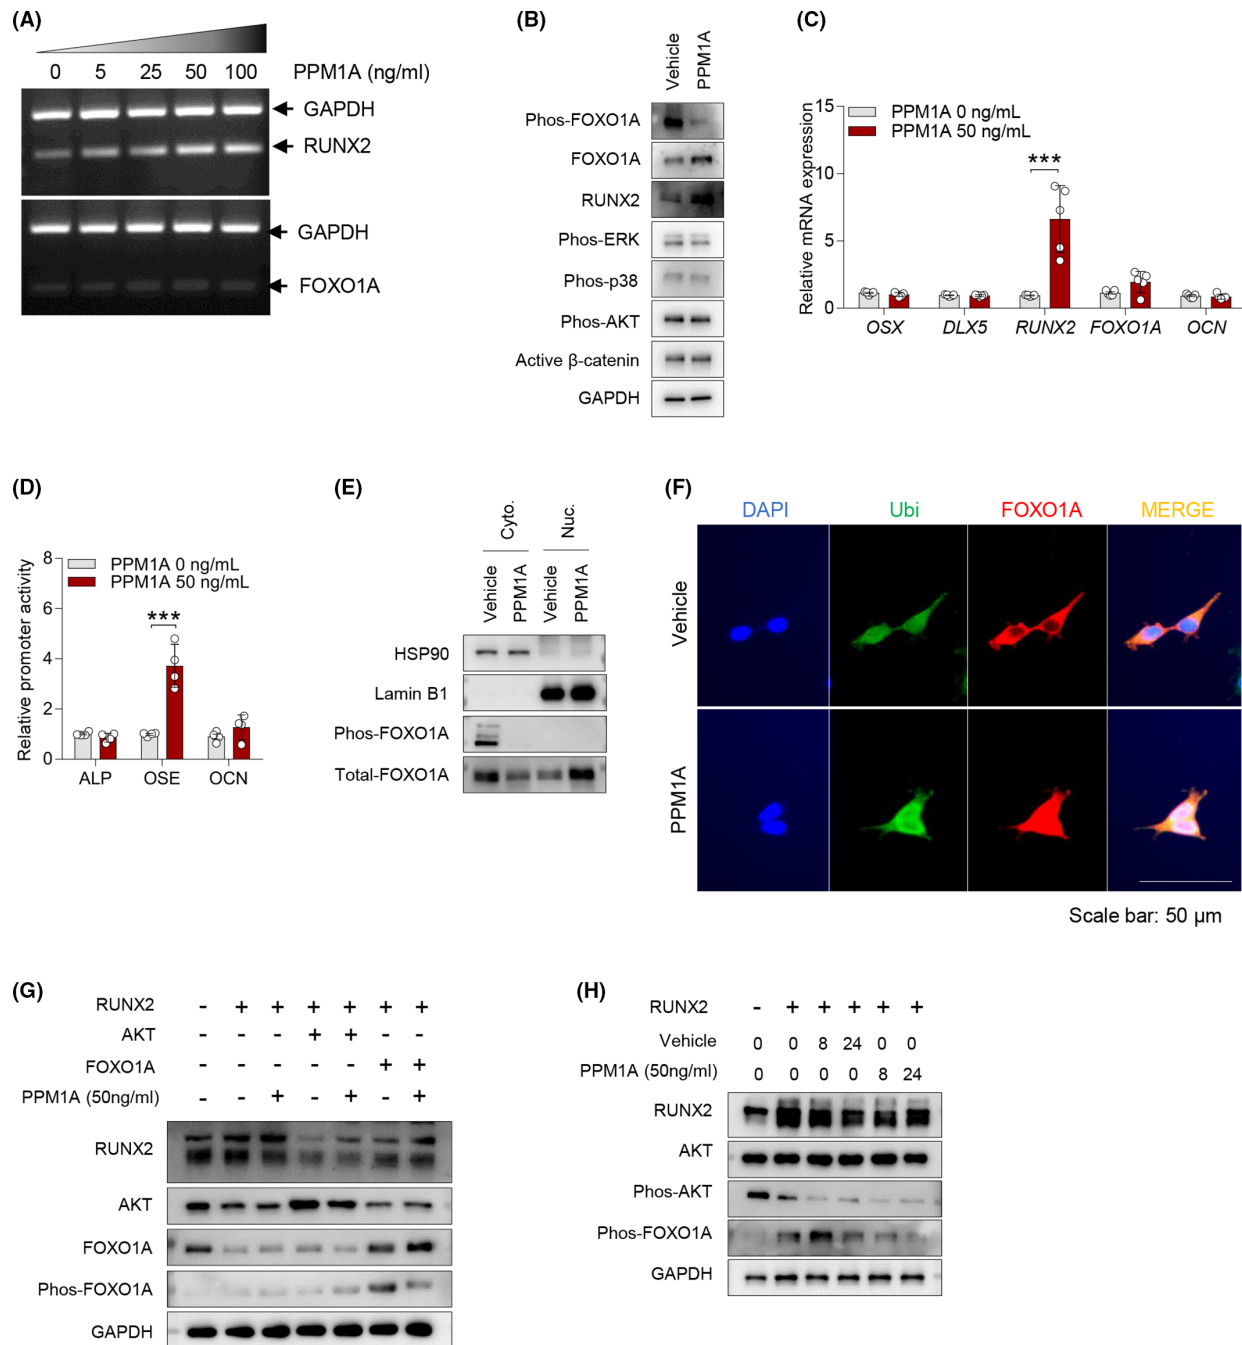 (A)
0 5 25 50 100 PPM1A (ng/ml)
GAPDH
RUNX2
GAPDH
FOXO1A
(B)
Vehicle
PPM1A
Phos-FOXO1A
FOXO1A
RUNX2
Phos-ERK
Phos-p38
Phos-AKT
Active β-catenin
GAPDH
(C)
Relative mRNA expression
15
10
5
0
PPM1A 0 ng/mL
PPM1A 50 ng/mL
***
OSX DLX5 RUNX2 FOXO1A OCN
(D)
Relative promoter activity
8
6
4
2
0
PPM1A 0 ng/mL
PPM1A 50 ng/mL
***
ALP OSE OCN
(E)
Cyto. Nuc.
Vehicle PPM1A Vehicle PPM1A
HSP90
Lamin B1
Phos-FOXO1A
Total-FOXO1A
(F)
DAPI Ubi FOXO1A MERGE
Vehicle
PPM1A
Scale bar: 50 µm
(G)
RUNX2 - + + + + + +
AKT - - - + + - -
FOXO1A - - - - - + +
PPM1A (50ng/ml) - - + - + - +
RUNX2
AKT
FOXO1A
Phos-FOXO1A
GAPDH
(H)
RUNX2 - + + + + +
Vehicle 0 0 8 24 0 0
PPM1A (50ng/ml) 0 0 0 0 8 24
RUNX2
AKT
Phos-AKT
Phos-FOXO1A
GAPDH